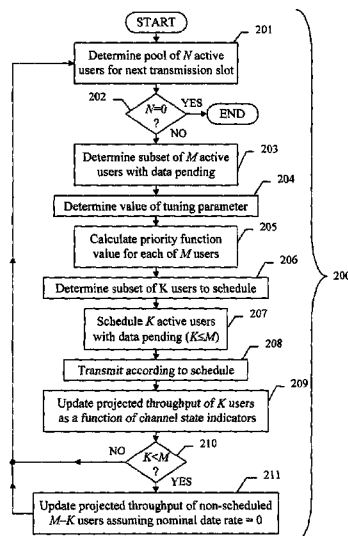 START
201
Determine pool of N active
users for next transmission slot
202
N=0
?
YES
END
NO
203
Determine subset of M active
users with data pending
204
Determine value of tuning parameter
205
Calculate priority function
value for each of M users
206
Determine subset of K users to schedule
207
Schedule K active users
with data pending (K≤M)
208
Transmit according to schedule
209
Update projected throughput of K users
as a function of channel state indicators
NO
210
K<M
?
YES
211
Update projected throughput of non-scheduled
M–K users assuming nominal date rate = 0
200